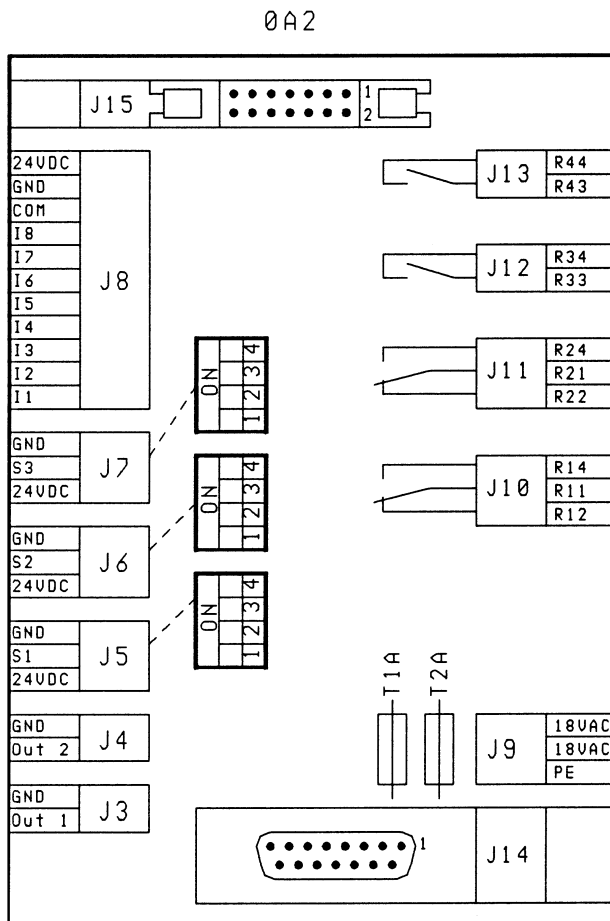 0A2
J15
1
2
24VDC
GND
COM
I8
I7
I6
I5
I4
I3
I2
I1
J8
J13
R44
R43
J12
R34
R33
J11
R24
R21
R22
J10
R14
R11
R12
ON
1 2 3 4
GND
S3
24VDC
J7
ON
1 2 3 4
GND
S2
24VDC
J6
ON
1 2 3 4
GND
S1
24VDC
J5
GND
Out 2
J4
GND
Out 1
J3
T1A
T2A
J9
18VAC
18VAC
PE
1
J14